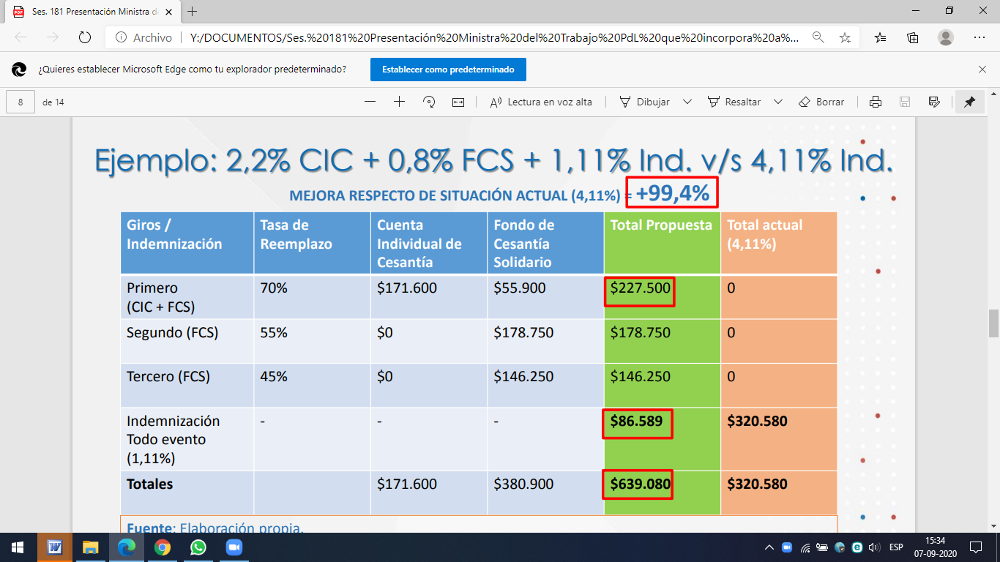 Ses. 181 Presentación Ministra d
Archivo
Y:/DOCUMENTOS/Ses.%20181%20Presentación%20Ministra%20del%20Trabajo%20PdL%20que%20incorpora%20a%...
¿Quieres establecer Microsoft Edge como tu explorador predeterminado?
Establecer como predeterminado
8 de 14
Lectura en voz alta
Dibujar
Resaltar
Borrar
Ejemplo: 2,2% CIC + 0,8% FCS + 1,11% Ind. v/s 4,11% Ind.
MEJORA RESPECTO DE SITUACIÓN ACTUAL (4,11%) = +99,4%
Giros / Indemnización
Tasa de Reemplazo
Cuenta Individual de Cesantía
Fondo de Cesantía Solidario
Total Propuesta
Total actual (4,11%)
Primero (CIC + FCS) 70% $171.600 $55.900 $227.500 0
Segundo (FCS) 55% $0 $178.750 $178.750 0
Tercero (FCS) 45% $0 $146.250 $146.250 0
Indemnización Todo evento (1,11%) - - - $86.589 $320.580
Totales $171.600 $380.900 $639.080 $320.580
Fuente: Elaboración propia.
ESP
15:34
07-09-2020